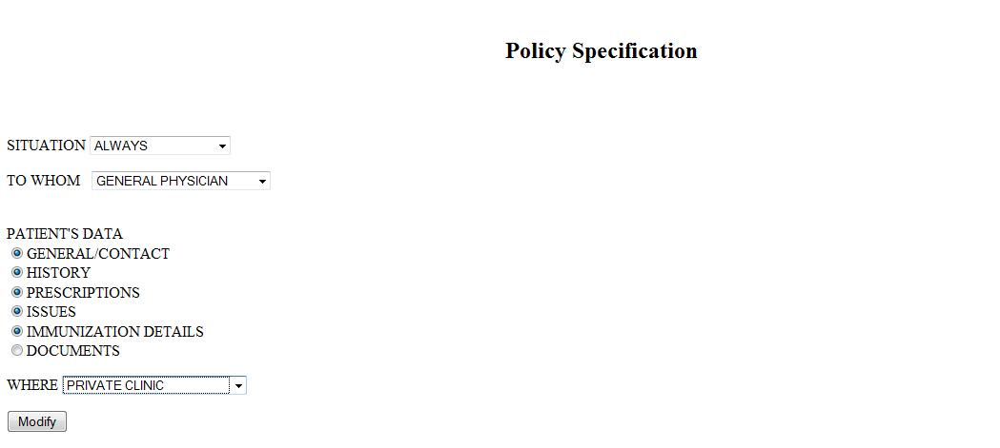 Policy Specification
SITUATION ALWAYS
TO WHOM GENERAL PHYSICIAN
PATIENT'S DATA
GENERAL/CONTACT
HISTORY
PRESCRIPTIONS
ISSUES
IMMUNIZATION DETAILS
DOCUMENTS
WHERE PRIVATE CLINIC
Modify